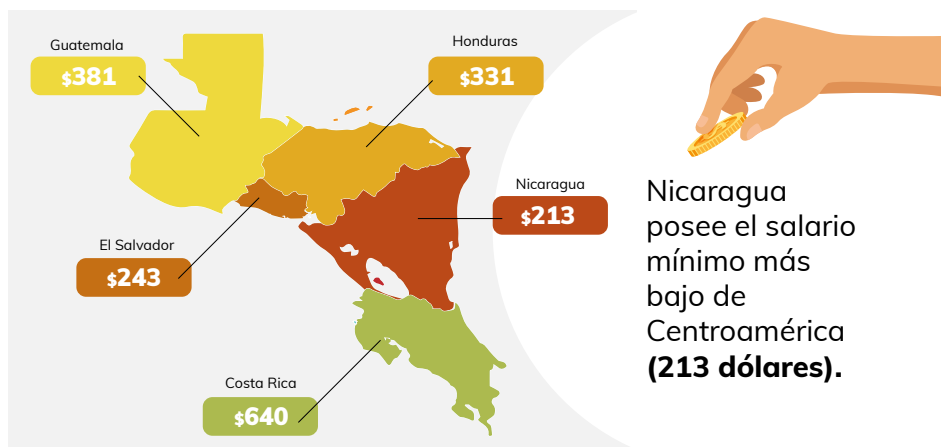 Guatemala
$381
Honduras
$331
Nicaragua
$213
El Salvador
$243
Costa Rica
$640
Nicaragua
posee el salario
mínimo más
bajo de
Centroamérica
(213 dólares).